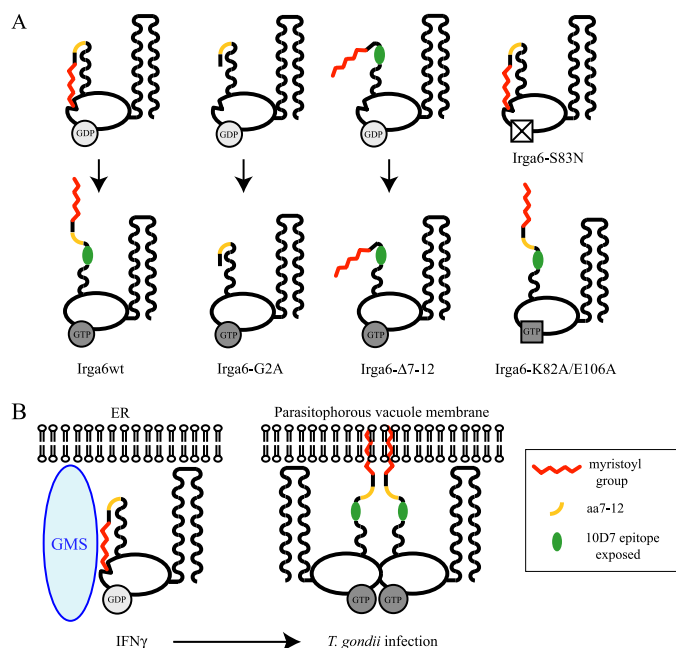 A
GDP
GDP
GDP
Irga6-S83N
GTP
GTP
GTP
GTP
Irga6wt
Irga6-G2A
Irga6-Δ7-12
Irga6-K82A/E106A
B
ER
Parasitophorous vacuole membrane
GMS
GDP
GTP
GTP
myristoyl
group
aa7-12
10D7 epitope
exposed
IFNγ
T. gondii infection